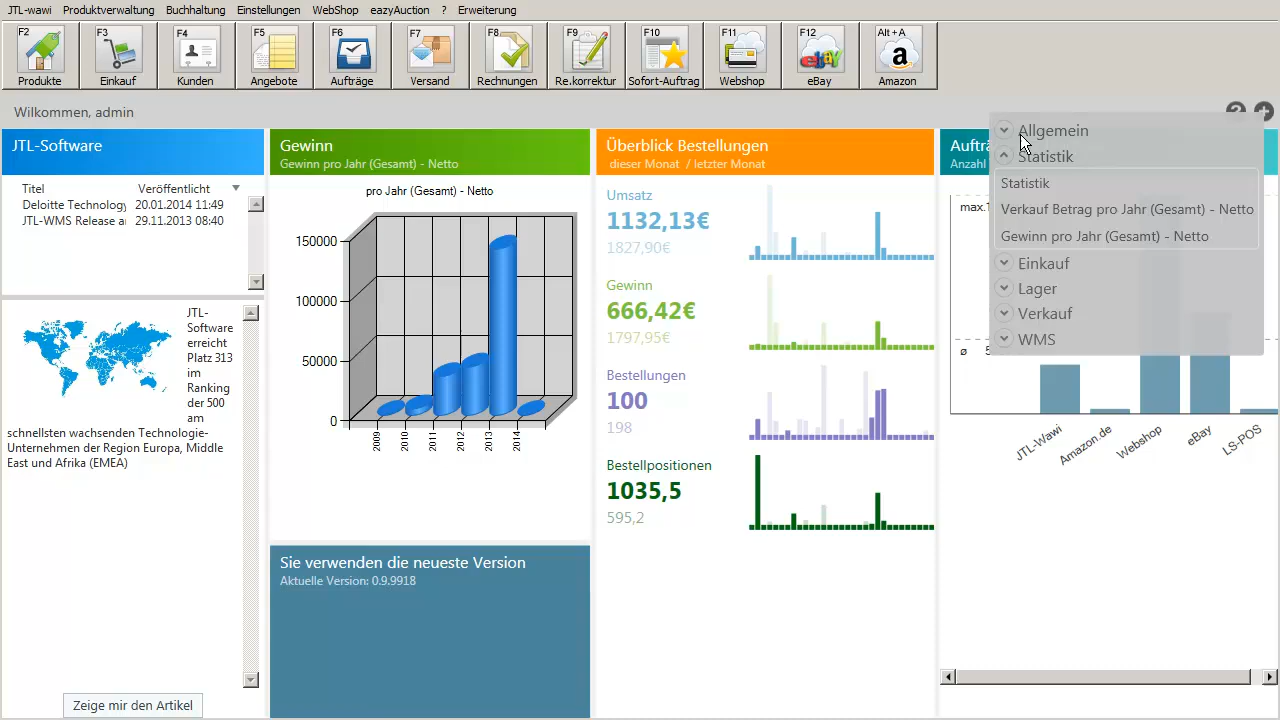 JTL-wawi Produktverwaltung Buchhaltung Einstellungen WebShop eazyAuction ? Erweiterung
F2 F3 F4 F5 F6 F7 F8 F9 F10 F11 F12 Alt + A
Produkte Einkauf Kunden Angebote Aufträge Versand Rechnungen Re.korrektur Sofort-Auftrag Webshop eBay Amazon
Wilkommen, admin
JTL-Software
Titel Veröffentlicht
Deloitte Technology 20.01.2014 11:49
JTL-WMS Release a 29.11.2013 08:40
JTL-
Software
erreicht
Platz 313
im
Ranking
der 500
am
schnellsten wachsenden Technologie-
Unternehmen der Region Europa, Middle
East und Afrika (EMEA)
Zeige mir den Artikel
Gewinn
Gewinn pro Jahr (Gesamt) - Netto
pro Jahr (Gesamt) - Netto
150000
100000
50000
0
2009 2010 2011 2012 2013 2014
Sie verwenden die neueste Version
Aktuelle Version: 0.9.9918
Überblick Bestellungen
dieser Monat / letzter Monat
Umsatz
1132,13€
1827,90€
Gewinn
666,42€
1797,95€
Bestellungen
100
198
Bestellpositionen
1035,5
595,2
Aufträ
Anzahl
max.1
ø 5
JTL-Wawi Amazon.de Webshop eBay LS-POS
Allgemein
Statistik
Statistik
Verkauf Betrag pro Jahr (Gesamt) - Netto
Gewinn pro Jahr (Gesamt) - Netto
Einkauf
Lager
Verkauf
WMS